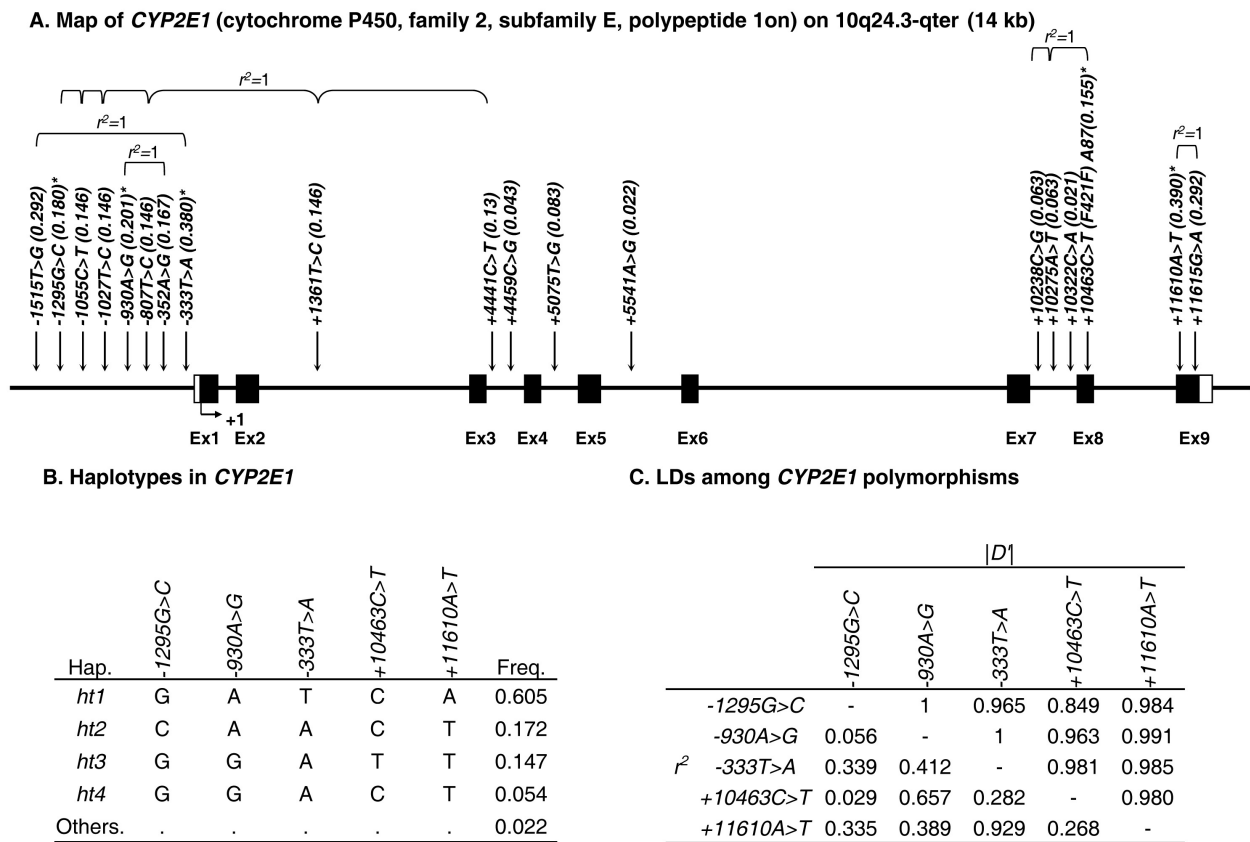 A. Map of CYP2E1 (cytochrome P450, family 2, subfamily E, polypeptide 1on) on 10q24.3-qter (14 kb)
r²=1
r²=1
r²=1
r²=1
r²=1
-1515T>G (0.292)
-1295G>C (0.180)*
-1055C>T (0.146)
-1027T>C (0.146)
-930A>G (0.201)*
-807T>C (0.146)
-352A>G (0.167)
-333T>A (0.380)*
+1361T>C (0.146)
+4441C>T (0.13)
+4459C>G (0.043)
+5075T>G (0.083)
+5541A>G (0.022)
+10238C>G (0.063)
+10275A>T (0.063)
+10322C>A (0.021)
+10463C>T (F421F) A87(0.155)*
+11610A>T (0.390)*
+11615G>A (0.292)
+1
Ex1 Ex2 Ex3 Ex4 Ex5 Ex6 Ex7 Ex8 Ex9
B. Haplotypes in CYP2E1
Hap. -1295G>C -930A>G -333T>A +10463C>T +11610A>T Freq.
ht1 G A T C A 0.605
ht2 C A A C T 0.172
ht3 G G A T T 0.147
ht4 G G A C T 0.054
Others. . . . . . 0.022
C. LDs among CYP2E1 polymorphisms
|D'|
-1295G>C -930A>G -333T>A +10463C>T +11610A>T
-1295G>C - 1 0.965 0.849 0.984
-930A>G 0.056 - 1 0.963 0.991
r² -333T>A 0.339 0.412 - 0.981 0.985
+10463C>T 0.029 0.657 0.282 - 0.980
+11610A>T 0.335 0.389 0.929 0.268 -